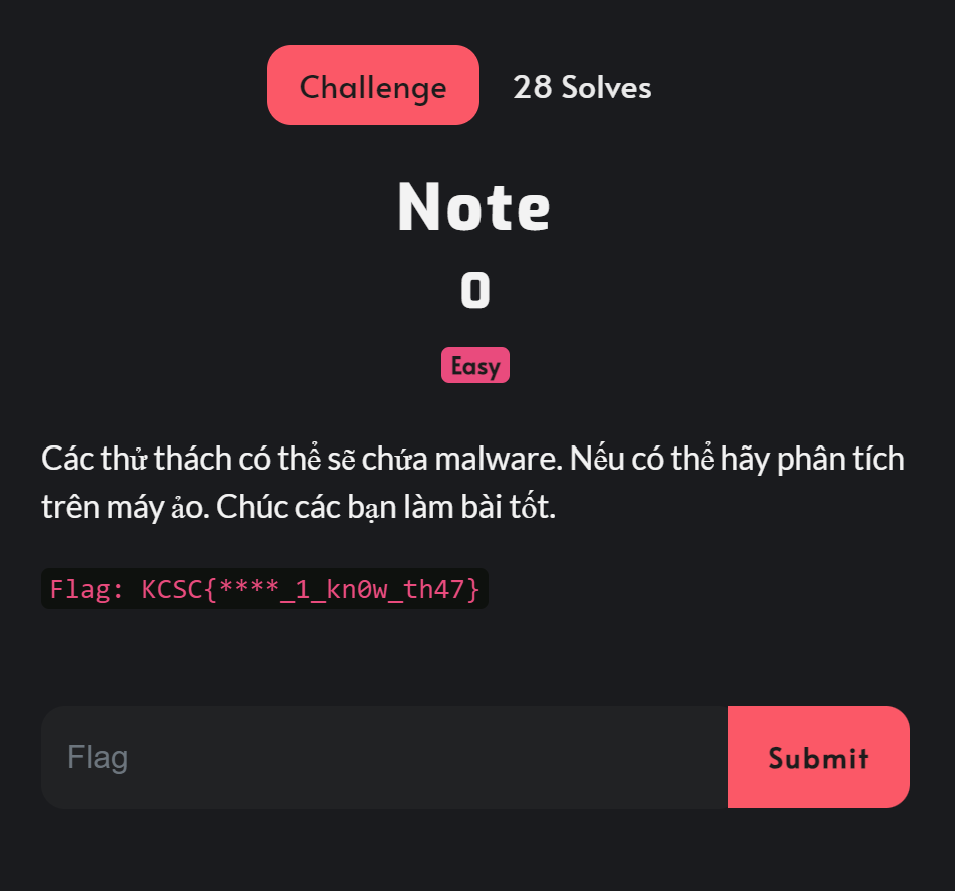 Challenge
28 Solves
Note
0
Easy
Các thử thách có thể sẽ chứa malware. Nếu có thể hãy phân tích
trên máy ảo. Chúc các bạn làm bài tốt.
Flag: KCSC{****_1_kn0w_th47}
Flag
Submit